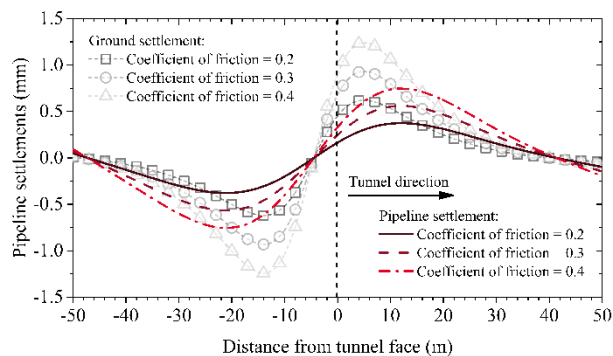 Pipeline settlements (mm)
1.5
1.0
0.5
0.0
-0.5
-1.0
-1.5
Ground settlement:
Coefficient of friction = 0.2
Coefficient of friction = 0.3
Coefficient of friction = 0.4
Tunnel direction
Pipeline settlement:
Coefficient of friction = 0.2
Coefficient of friction 0.3
Coefficient of friction = 0.4
-50 -40 -30 -20 -10 0 10 20 30 40 50
Distance from tunnel face (m)